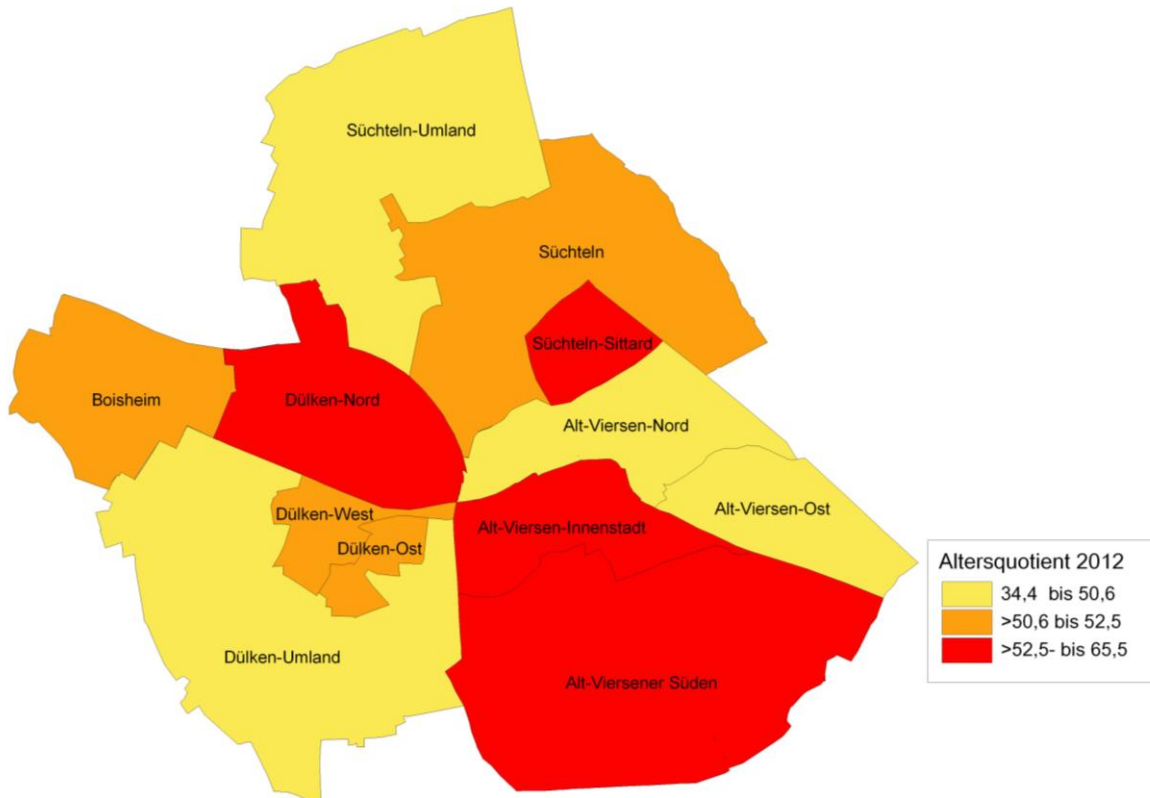 Süchteln-Umland
Süchteln
Süchteln-Sittard
Boisheim
Dülken-Nord
Alt-Viersen-Nord
Alt-Viersen-Ost
Dülken-West
Alt-Viersen-Innenstadt
Dülken-Ost
Dülken-Umland
Alt-Viersener Süden
Altersquotient 2012
34,4 bis 50,6
>50,6 bis 52,5
>52,5- bis 65,5